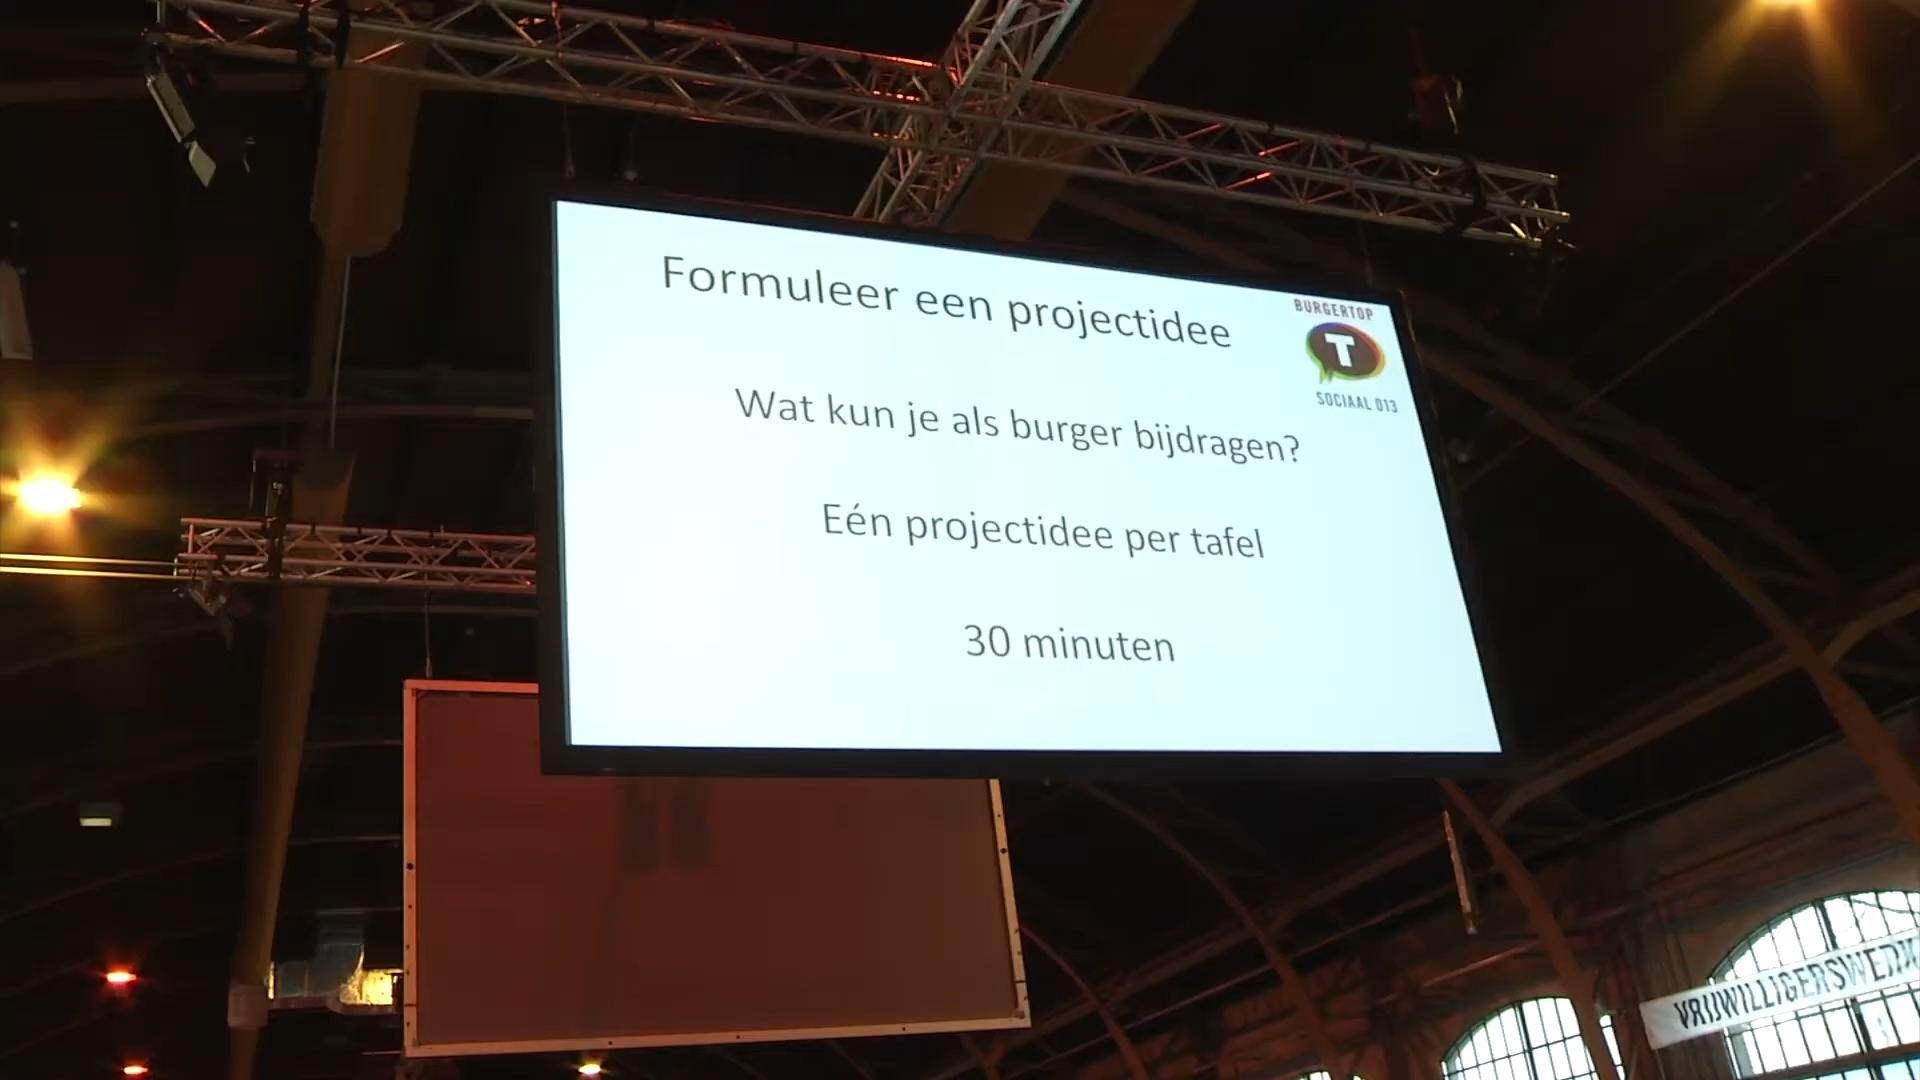 Formuleer een projectidee
BURGERTOP
T
SOCIAAL 013
Wat kun je als burger bijdragen?
Eén projectidee per tafel
30 minuten
VRIJWILLIGERSWERK